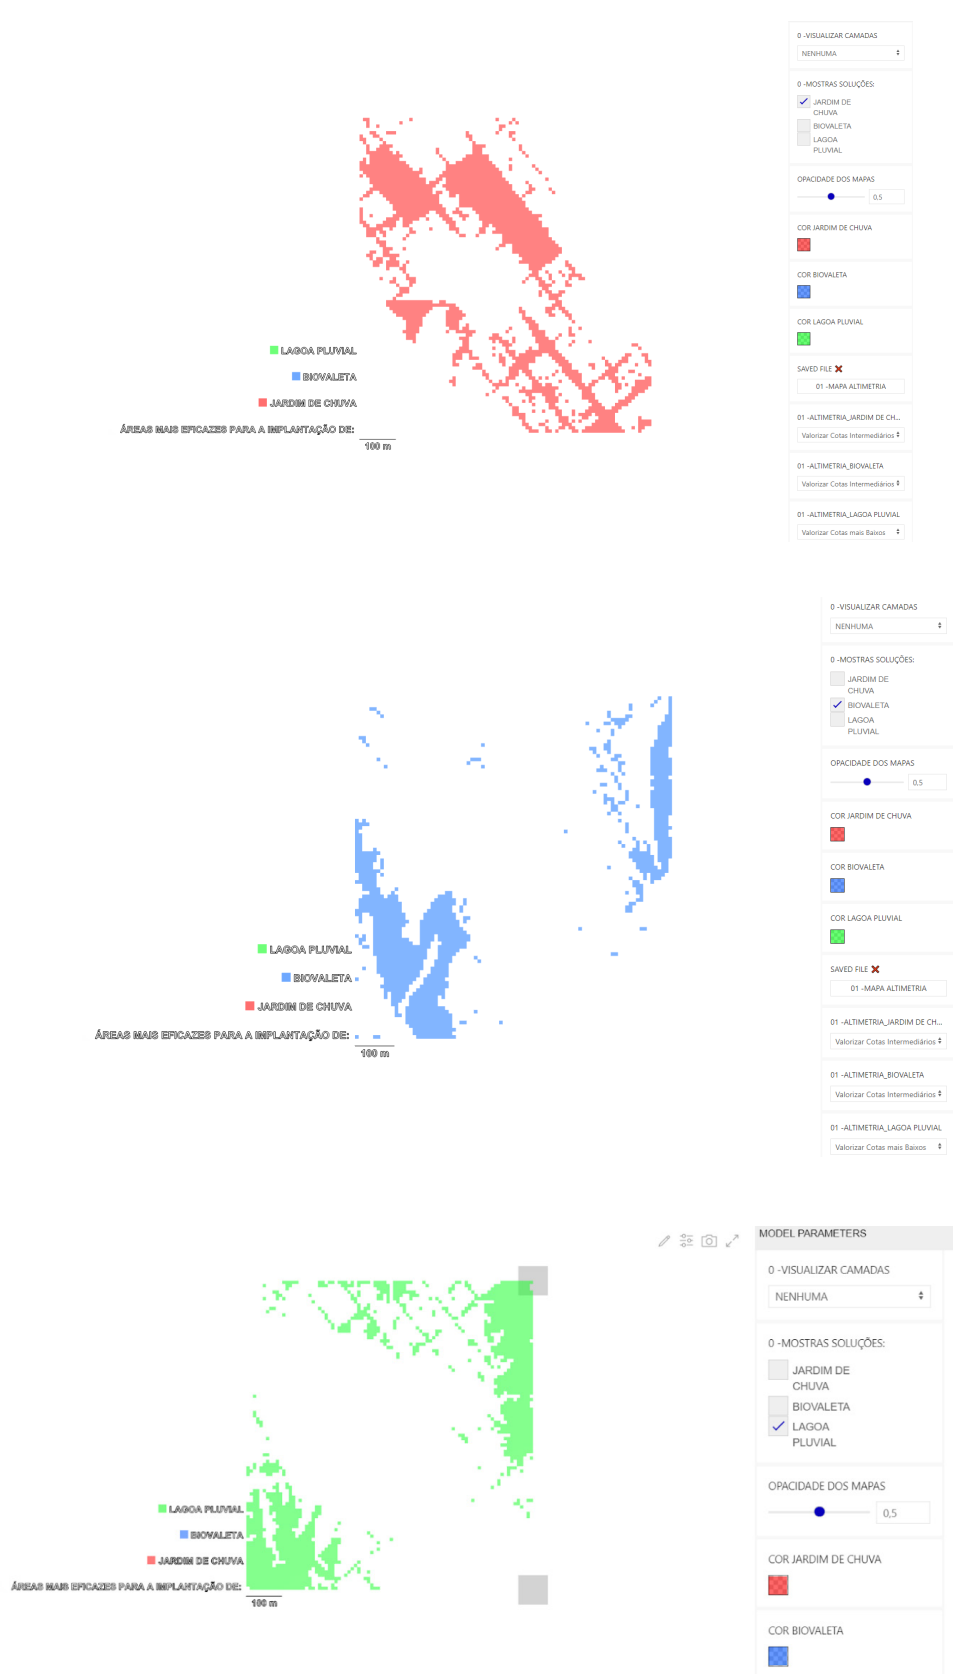 0 -VISUALIZAR CAMADAS
NENHUMA
0 -MOSTRAS SOLUÇÕES:
JARDIM DE
CHUVA
BIOVALETA
LAGOA
PLUVIAL
OPACIDADE DOS MAPAS
0,5
COR JARDIM DE CHUVA
COR BIOVALETA
COR LAGOA PLUVIAL
SAVED FILE
01 -MAPA ALTIMETRIA
01 -ALTIMETRIA_JARDIM DE CH...
Valorizar Cotas Intermediários
01 -ALTIMETRIA_BIOVALETA
Valorizar Cotas Intermediários
01 -ALTIMETRIA_LAGOA PLUVIAL
Valorizar Cotas mais Baixos
LAGOA PLUVIAL
BIOVALETA
JARDIM DE CHUVA
ÁREAS MAIS EFICAZES PARA A IMPLANTAÇÃO DE:
100 m
0 -VISUALIZAR CAMADAS
NENHUMA
0 -MOSTRAS SOLUÇÕES:
JARDIM DE
CHUVA
BIOVALETA
LAGOA
PLUVIAL
OPACIDADE DOS MAPAS
0,5
COR JARDIM DE CHUVA
COR BIOVALETA
COR LAGOA PLUVIAL
SAVED FILE
01 -MAPA ALTIMETRIA
01 -ALTIMETRIA_JARDIM DE CH...
Valorizar Cotas Intermediários
01 -ALTIMETRIA_BIOVALETA
Valorizar Cotas Intermediários
01 -ALTIMETRIA_LAGOA PLUVIAL
Valorizar Cotas mais Baixos
LAGOA PLUVIAL
BIOVALETA
JARDIM DE CHUVA
ÁREAS MAIS EFICAZES PARA A IMPLANTAÇÃO DE:
100 m
MODEL PARAMETERS
0 -VISUALIZAR CAMADAS
NENHUMA
0 -MOSTRAS SOLUÇÕES:
JARDIM DE
CHUVA
BIOVALETA
LAGOA
PLUVIAL
OPACIDADE DOS MAPAS
0,5
COR JARDIM DE CHUVA
COR BIOVALETA
LAGOA PLUVIAL
BIOVALETA
JARDIM DE CHUVA
ÁREAS MAIS EFICAZES PARA A IMPLANTAÇÃO DE:
100 m